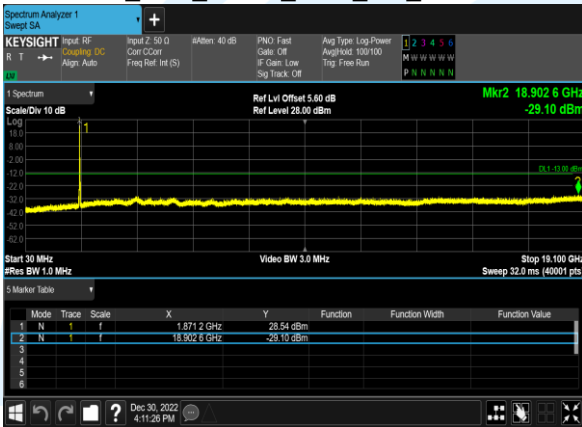 Spectrum Analyzer 1
Swept SA
KEYSIGHT Input: RF Input Z: 50 Ω #Atten: 40 dB PNO: Fast Avg Type: Log-Power 1 2 3 4 5 6
R T Coupling: DC Corr CCorr Gate: Off Avg|Hold: 100/100 M W W W W W
Align: Auto Freq Ref: Int (S) IF Gain: Low Trig: Free Run
LU Sig Track: Off P N N N N N
1 Spectrum Ref Lvl Offset 5.60 dB Mkr2 18.902 6 GHz
Scale/Div 10 dB Ref Level 28.00 dBm -29.10 dBm
Log
1
18.0
8.00
-2.00
-12.0 DL1 -13.00 dBm
-22.0 2
-32.0
-42.0
-52.0
-62.0
Start 30 MHz Video BW 3.0 MHz Stop 19.100 GHz
#Res BW 1.0 MHz Sweep 32.0 ms (40001 pts)
5 Marker Table
Mode Trace Scale X Y Function Function Width Function Value
1 N 1 f 1.871 2 GHz 28.54 dBm
2 N 1 f 18.902 6 GHz -29.10 dBm
3
4
5
6
? Dec 30, 2022
4:11:26 PM